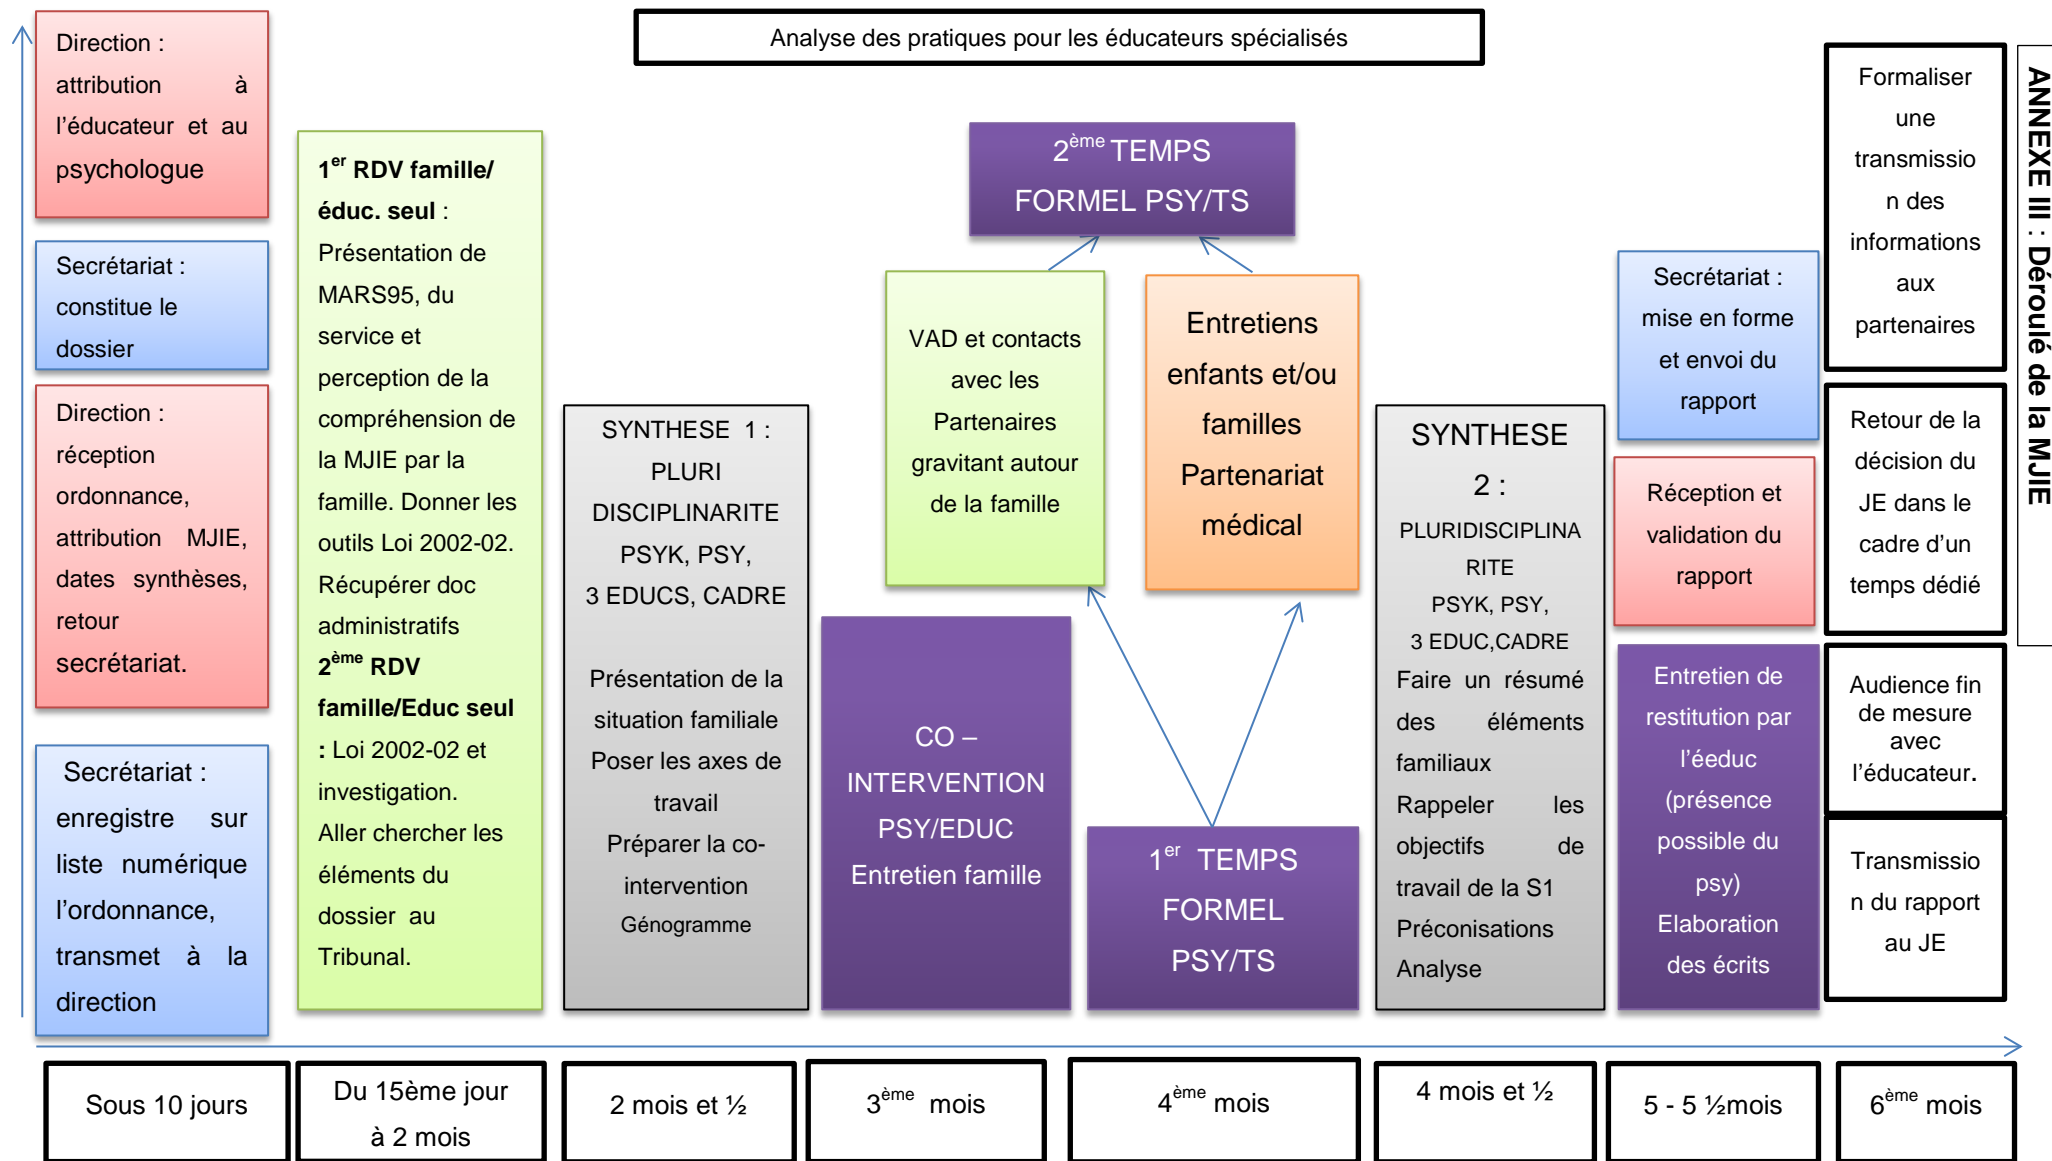 Analyse des pratiques pour les éducateurs spécialisés
ANNEXE III : Déroulé de la MJIE
Direction :
attribution à
l’éducateur et au
psychologue
Secrétariat :
constitue le
dossier
Direction :
réception
ordonnance,
attribution MJIE,
dates synthèses,
retour
secrétariat.
Secrétariat :
enregistre sur
liste numérique
l’ordonnance,
transmet à la
direction
1er RDV famille/
éduc. seul :
Présentation de
MARS95, du
service et
perception de la
compréhension de
la MJIE par la
famille. Donner les
outils Loi 2002-02.
Récupérer doc
administratifs
2ème RDV
famille/Educ seul
: Loi 2002-02 et
investigation.
Aller chercher les
éléments du
dossier au
Tribunal.
SYNTHESE 1 :
PLURI
DISCIPLINARITE
PSYK, PSY,
3 EDUCS, CADRE
Présentation de la
situation familiale
Poser les axes de
travail
Préparer la co-
intervention
Génogramme
CO –
INTERVENTION
PSY/EDUC
Entretien famille
2ème TEMPS
FORMEL PSY/TS
VAD et contacts
avec les
Partenaires
gravitant autour
de la famille
Entretiens
enfants et/ou
familles
Partenariat
médical
1er TEMPS
FORMEL
PSY/TS
SYNTHESE
2 :
PLURIDISCIPLINA
RITE
PSYK, PSY,
3 EDUC,CADRE
Faire un résumé
des éléments
familiaux
Rappeler les
objectifs de
travail de la S1
Préconisations
Analyse
Secrétariat :
mise en forme
et envoi du
rapport
Réception et
validation du
rapport
Entretien de
restitution par
l’éeduc
(présence
possible du
psy)
Elaboration
des écrits
Formaliser
une
transmissio
n des
informations
aux
partenaires
Retour de la
décision du
JE dans le
cadre d’un
temps dédié
Audience fin
de mesure
avec
l’éducateur.
Transmissio
n du rapport
au JE
Sous 10 jours
Du 15ème jour
à 2 mois
2 mois et ½
3ème mois
4ème mois
4 mois et ½
5 - 5 ½mois
6ème mois